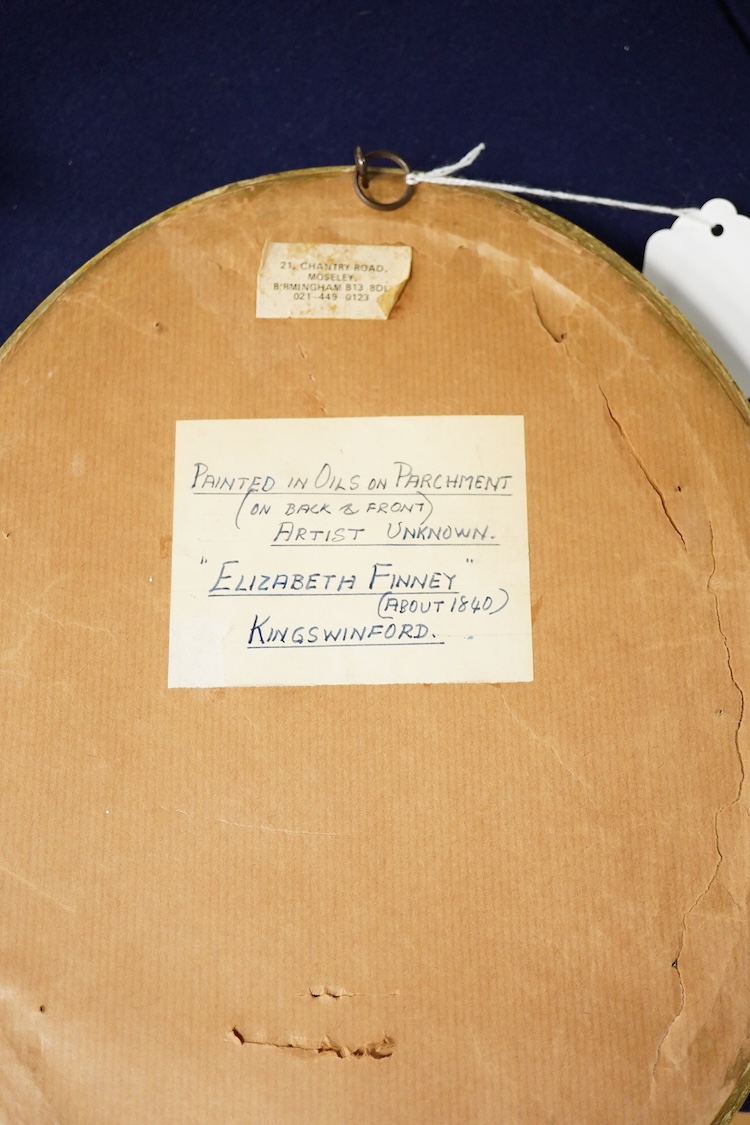 21, CHANTRY ROAD,
MOSELEY,
BIRMINGHAM B13 8DL
021-449 0123
PAINTED IN OILS ON PARCHMENT
(ON BACK & FRONT)
ARTIST UNKNOWN.
"ELIZABETH FINNEY"
(ABOUT 1840)
KINGSWINFORD.